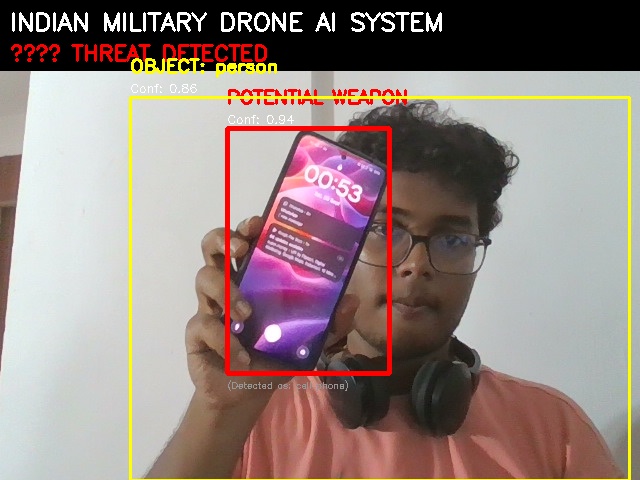 INDIAN MILITARY DRONE AI SYSTEM
???? THREAT DETECTED
OBJECT: person
Conf: 0.86
POTENTIAL WEAPON
Conf: 0.94
00:53
WhatsApp
(Detected as: cell phone)